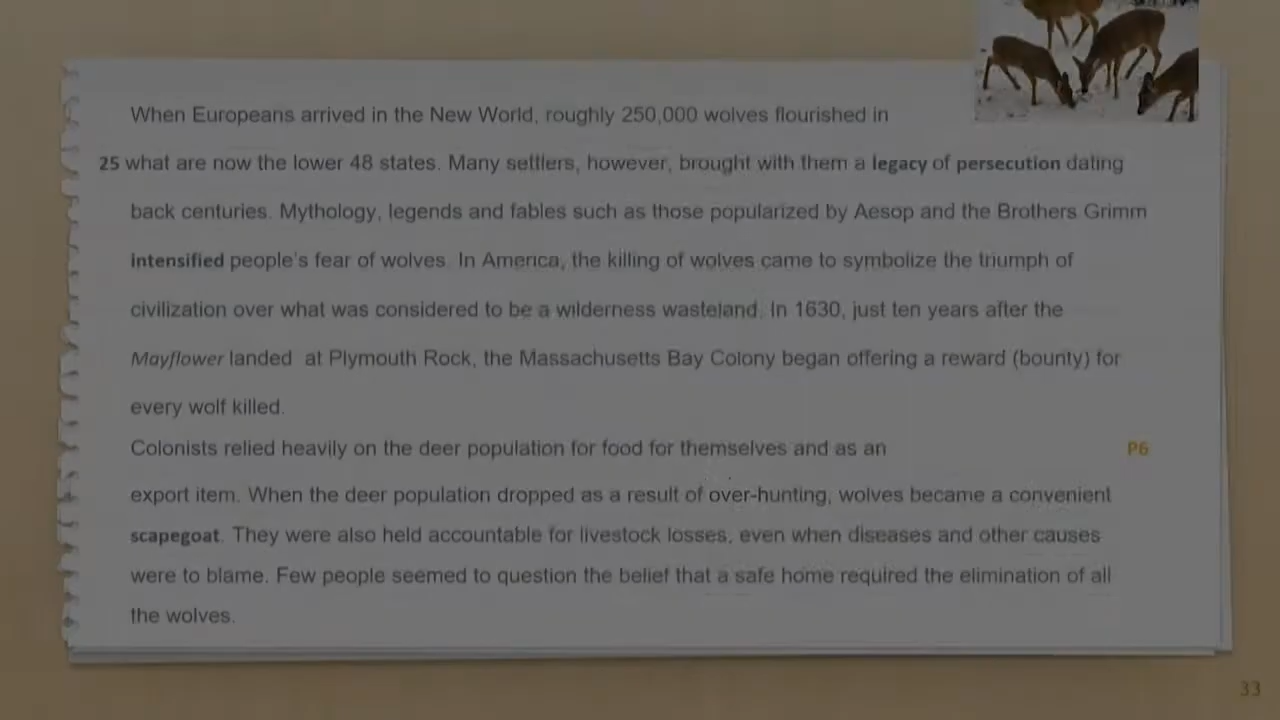 When Europeans arrived in the New World, roughly 250,000 wolves flourished in
25 what are now the lower 48 states. Many settlers, however, brought with them a legacy of persecution dating
back centuries. Mythology, legends and fables such as those popularized by Aesop and the Brothers Grimm
intensified people's fear of wolves. In America, the killing of wolves came to symbolize the triumph of
civilization over what was considered to be a wilderness wasteland. In 1630, just ten years after the
Mayflower landed at Plymouth Rock, the Massachusetts Bay Colony began offering a reward (bounty) for
every wolf killed.
Colonists relied heavily on the deer population for food for themselves and as an P6
export item. When the deer population dropped as a result of over-hunting, wolves became a convenient
scapegoat. They were also held accountable for livestock losses, even when diseases and other causes
were to blame. Few people seemed to question the belief that a safe home required the elimination of all
the wolves.
33